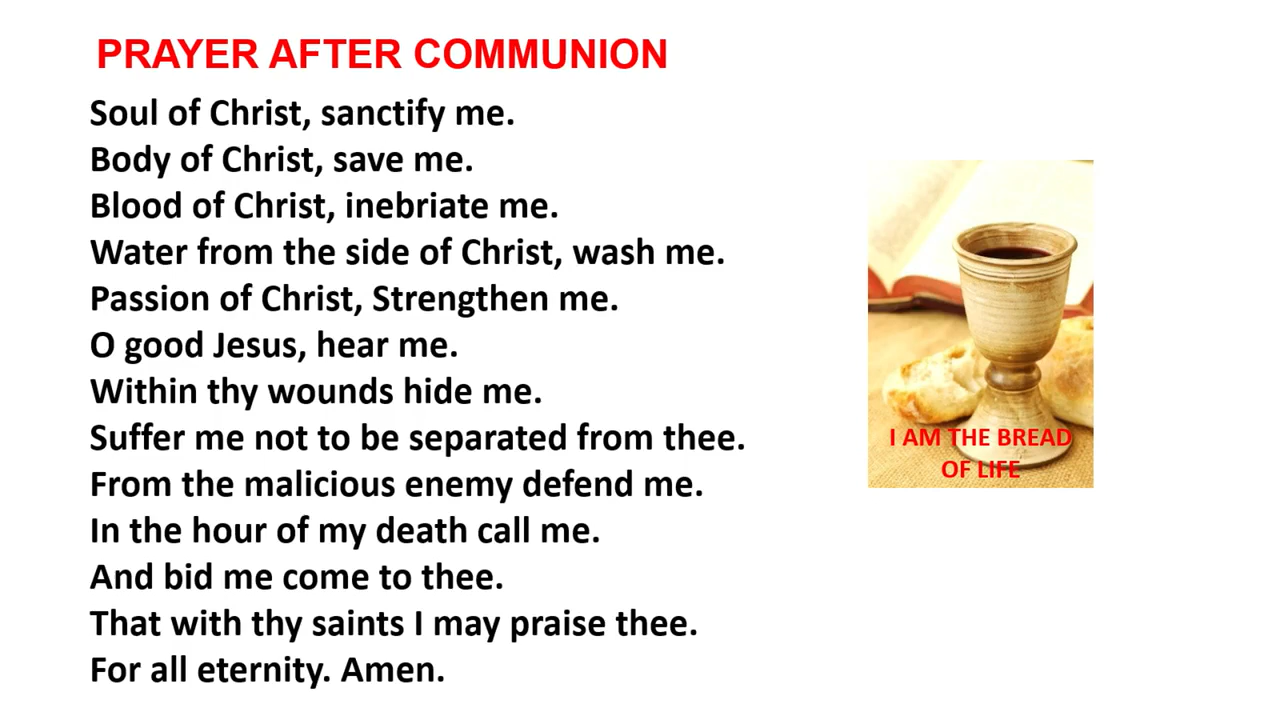 PRAYER AFTER COMMUNION
Soul of Christ, sanctify me.
Body of Christ, save me.
Blood of Christ, inebriate me.
Water from the side of Christ, wash me.
Passion of Christ, Strengthen me.
O good Jesus, hear me.
Within thy wounds hide me.
Suffer me not to be separated from thee.
From the malicious enemy defend me.
In the hour of my death call me.
And bid me come to thee.
That with thy saints I may praise thee.
For all eternity. Amen.
I AM THE BREAD
OF LIFE